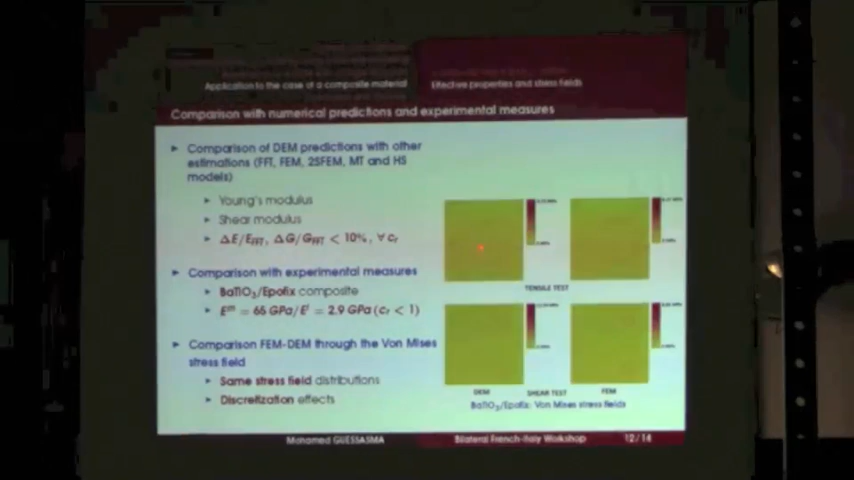 Application to the case of a composite material
Effective properties and stress fields
Comparison with numerical predictions and experimental measures
► Comparison of DEM predictions with other
estimations (FFT, FEM, 2SFEM, MT and HS
models)
► Young's modulus
► Shear modulus
► ΔE/E_FFT, ΔG/G_FFT < 10%, ∀ c_r
► Comparison with experimental measures
► BaTiO₃/Epofix composite
► Eᵐ = 66 GPa/Eⁱ = 2.9 GPa (c_r < 1)
► Comparison FEM-DEM through the Von Mises
stress field
► Same stress field distributions
► Discretization effects
TENSILE TEST
DEM SHEAR TEST FEM
BaTiO₃/Epofix: Von Mises stress fields
Mohamed GUESSASMA Bilateral French-Italy Workshop 12/14